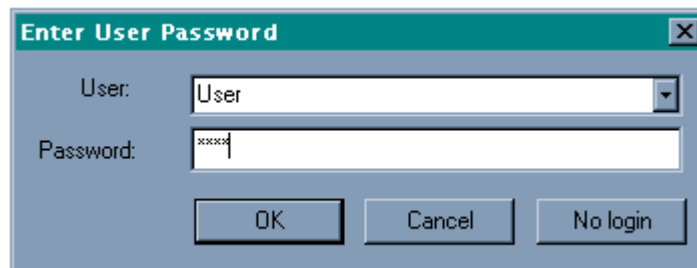 Enter User Password
User:
User
Password:
****
OK Cancel No login